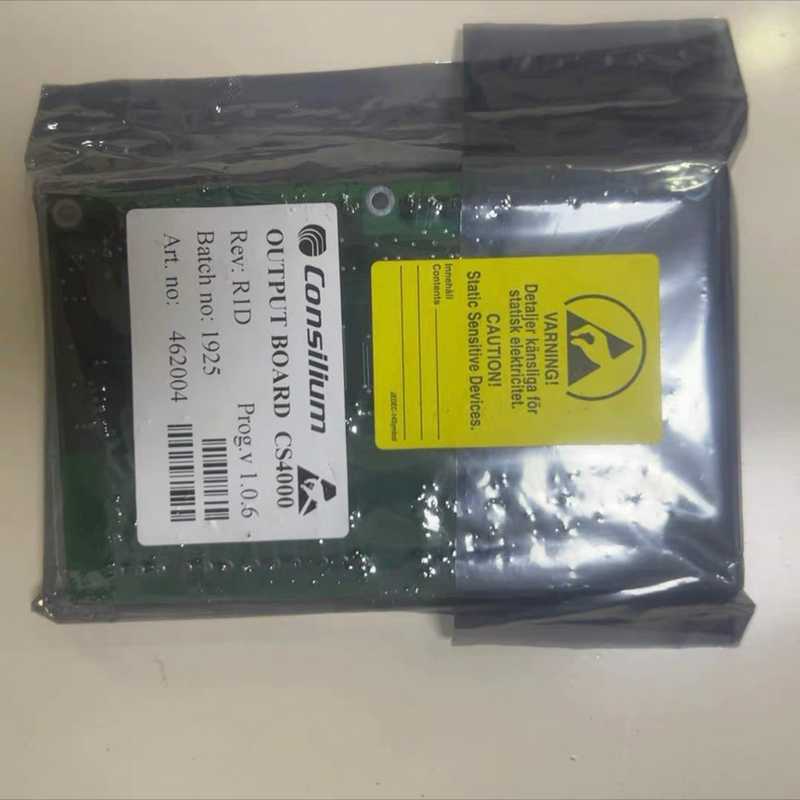 Consilium
OUTPUT BOARD CS4000
Rev: R1D Prog.v 1.0.6
Batch no: 1925
Art. no: 462004
VARNING!
Detaljer känsliga för
statisk elektricitet.
CAUTION!
Static Sensitive Devices.
Innehåll
Contents